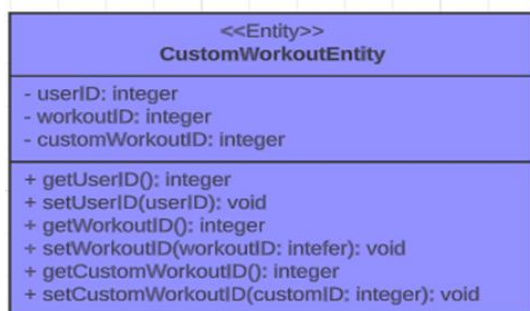 <<Entity>>
CustomWorkoutEntity
- userID: integer
- workoutID: integer
- customWorkoutID: integer
+ getUserID(): integer
+ setUserID(userID): void
+ getWorkoutID(): integer
+ setWorkoutID(workoutID: intefer): void
+ getCustomWorkoutID(): integer
+ setCustomWorkoutID(customID: integer): void